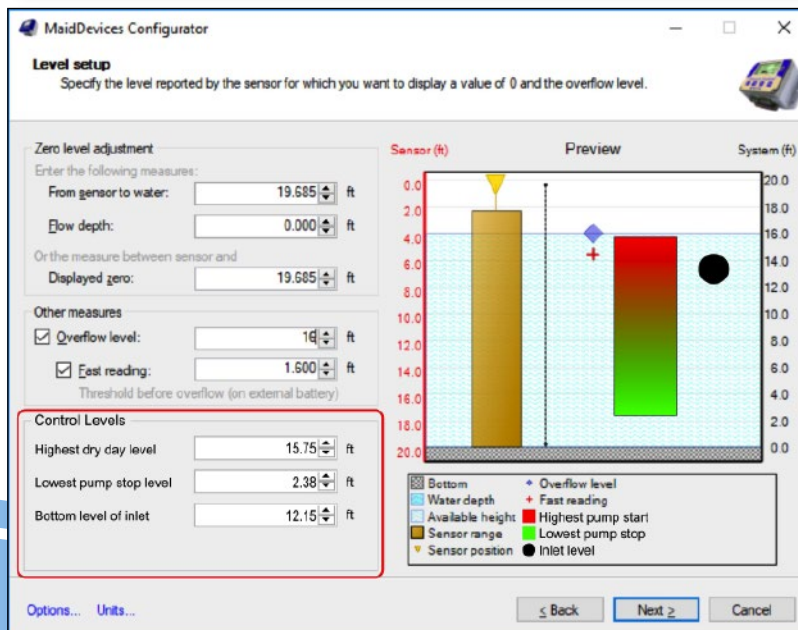 MaidDevices Configurator
Level setup
Specify the level reported by the sensor for which you want to display a value of 0 and the overflow level.
Zero level adjustment
Enter the following measures:
From sensor to water: 19.685 ft
Flow depth: 0.000 ft
Or the measure between sensor and
Displayed zero: 19.685 ft
Other measures
Overflow level: 16 ft
Fast reading: 1.600 ft
Threshold before overflow (on external battery)
Control Levels
Highest dry day level 15.75 ft
Lowest pump stop level 2.38 ft
Bottom level of inlet 12.15 ft
Sensor (ft) Preview System (ft)
0.0 20.0
2.0 18.0
4.0 16.0
6.0 14.0
8.0 12.0
10.0 10.0
12.0 8.0
14.0 6.0
16.0 4.0
18.0 2.0
20.0 0.0
Bottom Overflow level
Water depth Fast reading
Available height Highest pump start
Sensor range Lowest pump stop
Sensor position Inlet level
Options... Units... < Back Next > Cancel